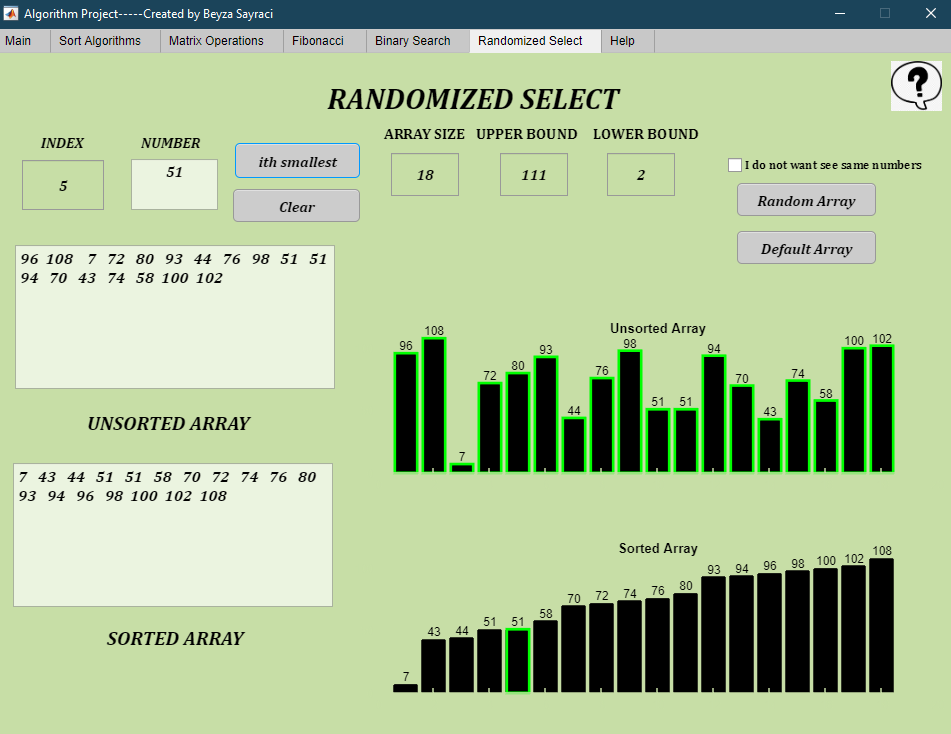 Algorithm Project-----Created by Beyza Sayraci
Main Sort Algorithms Matrix Operations Fibonacci Binary Search Randomized Select Help
?
RANDOMIZED SELECT
INDEX NUMBER
5 51
ith smallest
Clear
ARRAY SIZE UPPER BOUND LOWER BOUND
18 111 2
I do not want see same numbers
Random Array
Default Array
96 108 7 72 80 93 44 76 98 51 51
94 70 43 74 58 100 102
UNSORTED ARRAY
Unsorted Array
96 108 7 72 80 93 44 76 98 51 51 94 70 43 74 58 100 102
7 43 44 51 51 58 70 72 74 76 80
93 94 96 98 100 102 108
SORTED ARRAY
Sorted Array
7 43 44 51 51 58 70 72 74 76 80 93 94 96 98 100 102 108